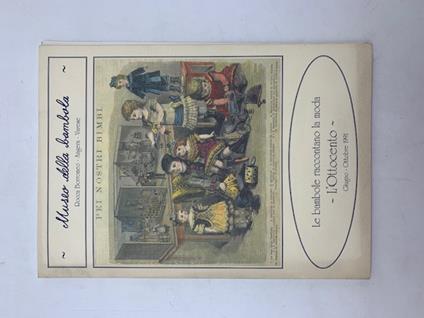 ~ Museo della bambola ~
Rocca Borromeo - Angera - Varese
PEI NOSTRI BIMBI.
Le bambole raccontano la moda
~ L'Ottocento ~
Giugno - Ottobre 1991